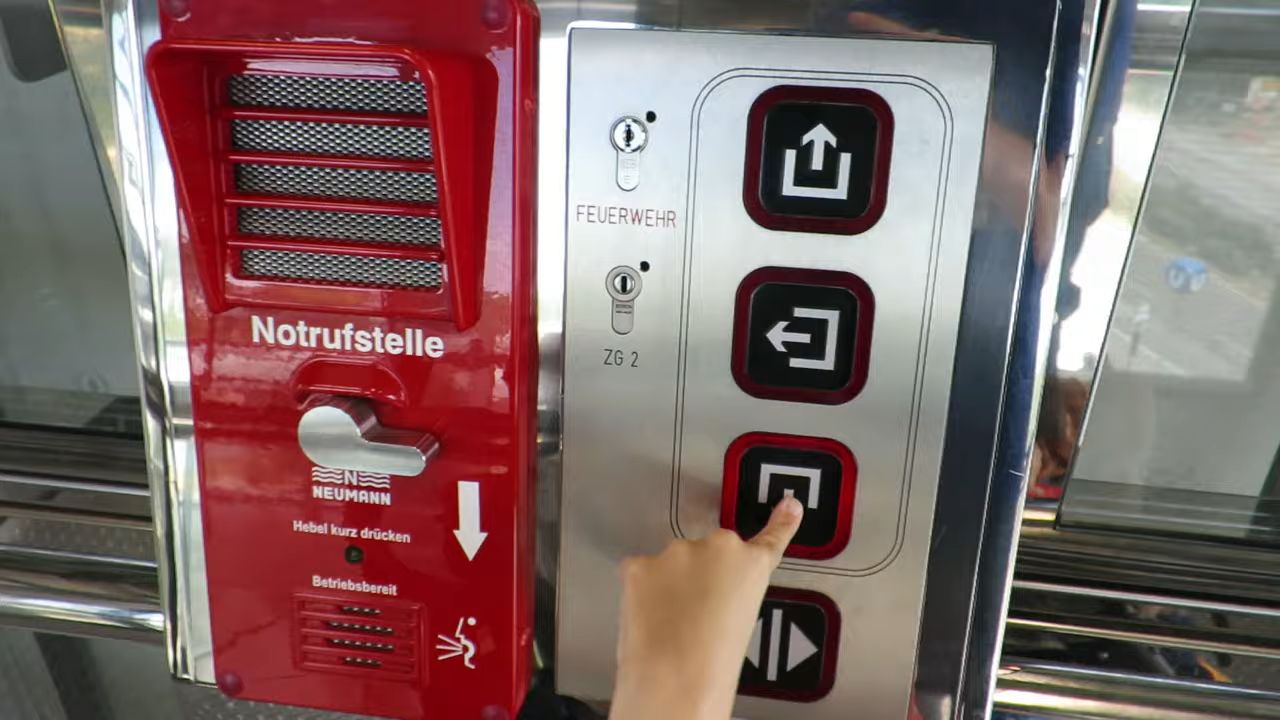 Notrufstelle
N
NEUMANN
Hebel kurz drücken
Betriebsbereit
FEUERWEHR
ZG 2